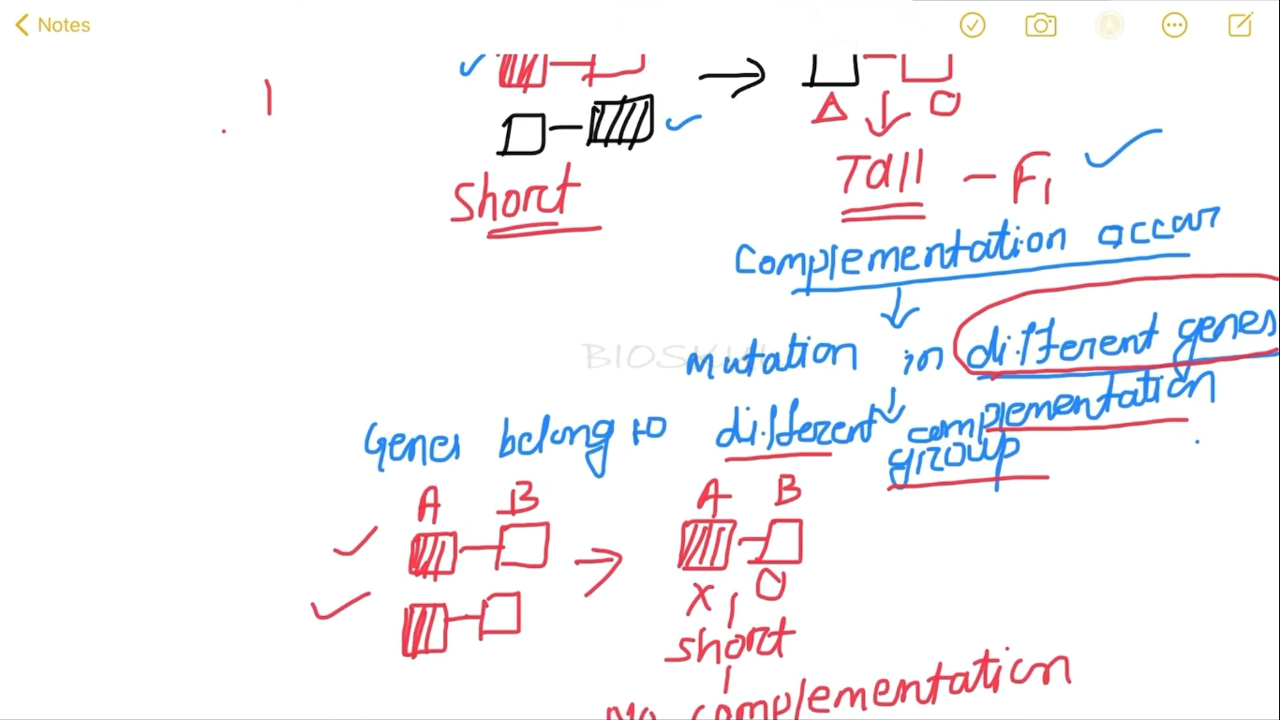 Notes
Short
Tall - F1
Complementation occur
Mutation in different genes
Genes belong to different complementation
group
A B A B
X O
short
No complementation